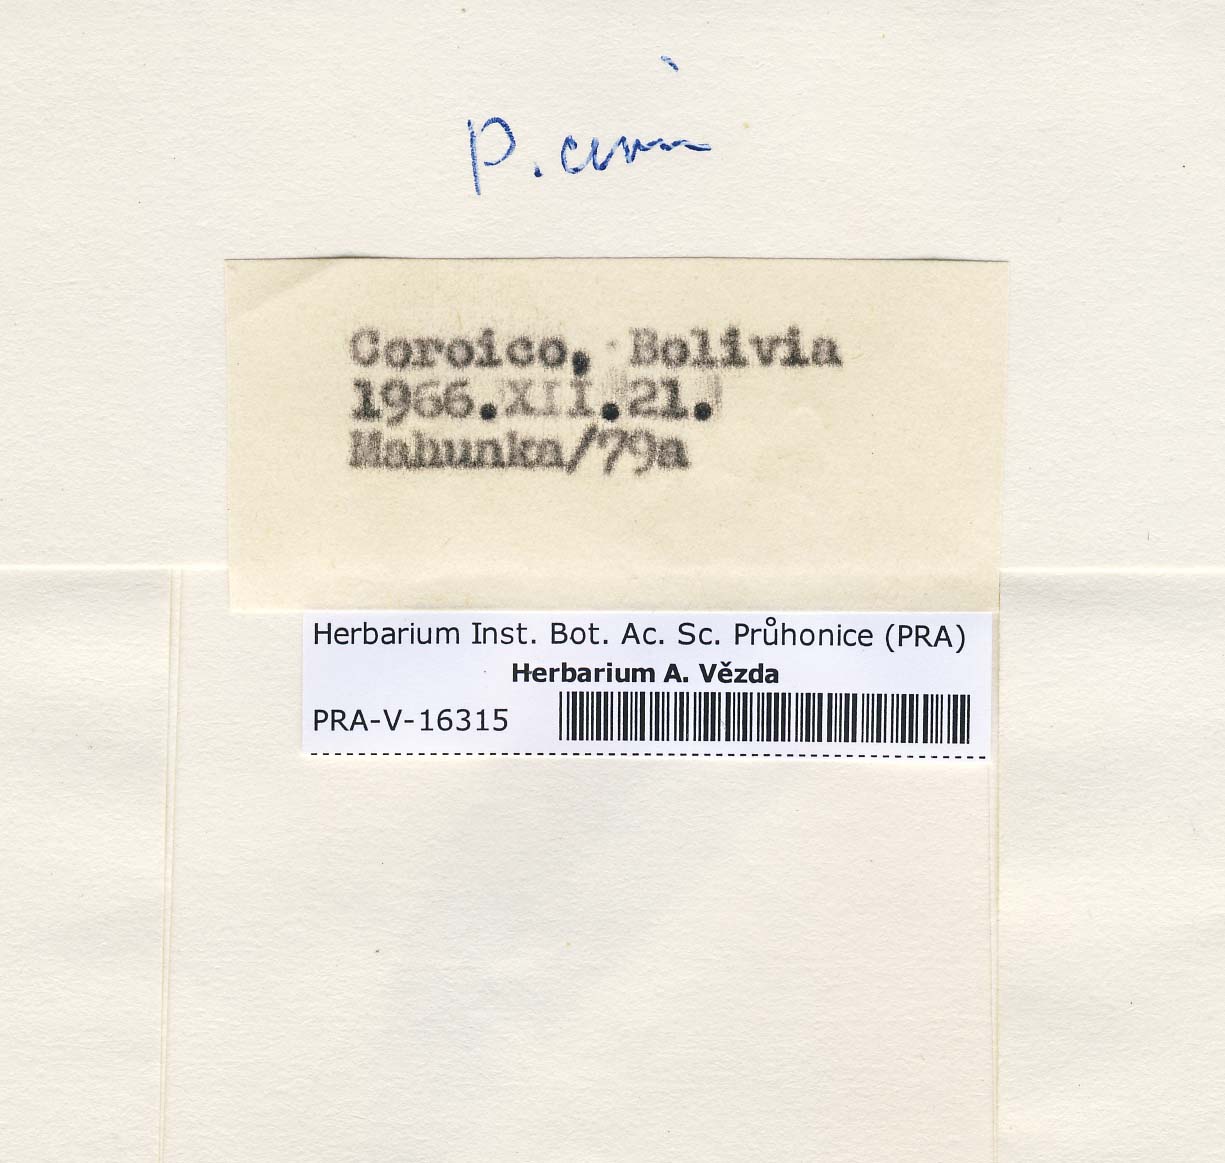 P.
Coroico, Bolivia
1966.XII.21.
Mahunka/79a
Herbarium Inst. Bot. Ac. Sc. Průhonice (PRA)
Herbarium A. Vězda
PRA-V-16315